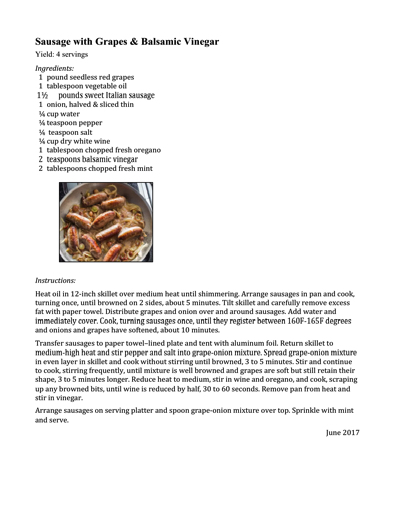 Sausage with Grapes & Balsamic Vinegar
Yield: 4 servings
Ingredients:
1 pound seedless red grapes
1 tablespoon vegetable oil
1½ pounds sweet Italian sausage
1 onion, halved & sliced thin
¼ cup water
¼ teaspoon pepper
⅛ teaspoon salt
¼ cup dry white wine
1 tablespoon chopped fresh oregano
2 teaspoons balsamic vinegar
2 tablespoons chopped fresh mint
Instructions:
Heat oil in 12-inch skillet over medium heat until shimmering. Arrange sausages in pan and cook,
turning once, until browned on 2 sides, about 5 minutes. Tilt skillet and carefully remove excess
fat with paper towel. Distribute grapes and onion over and around sausages. Add water and
immediately cover. Cook, turning sausages once, until they register between 160F-165F degrees
and onions and grapes have softened, about 10 minutes.
Transfer sausages to paper towel–lined plate and tent with aluminum foil. Return skillet to
medium-high heat and stir pepper and salt into grape-onion mixture. Spread grape-onion mixture
in even layer in skillet and cook without stirring until browned, 3 to 5 minutes. Stir and continue
to cook, stirring frequently, until mixture is well browned and grapes are soft but still retain their
shape, 3 to 5 minutes longer. Reduce heat to medium, stir in wine and oregano, and cook, scraping
up any browned bits, until wine is reduced by half, 30 to 60 seconds. Remove pan from heat and
stir in vinegar.
Arrange sausages on serving platter and spoon grape-onion mixture over top. Sprinkle with mint
and serve.
June 2017